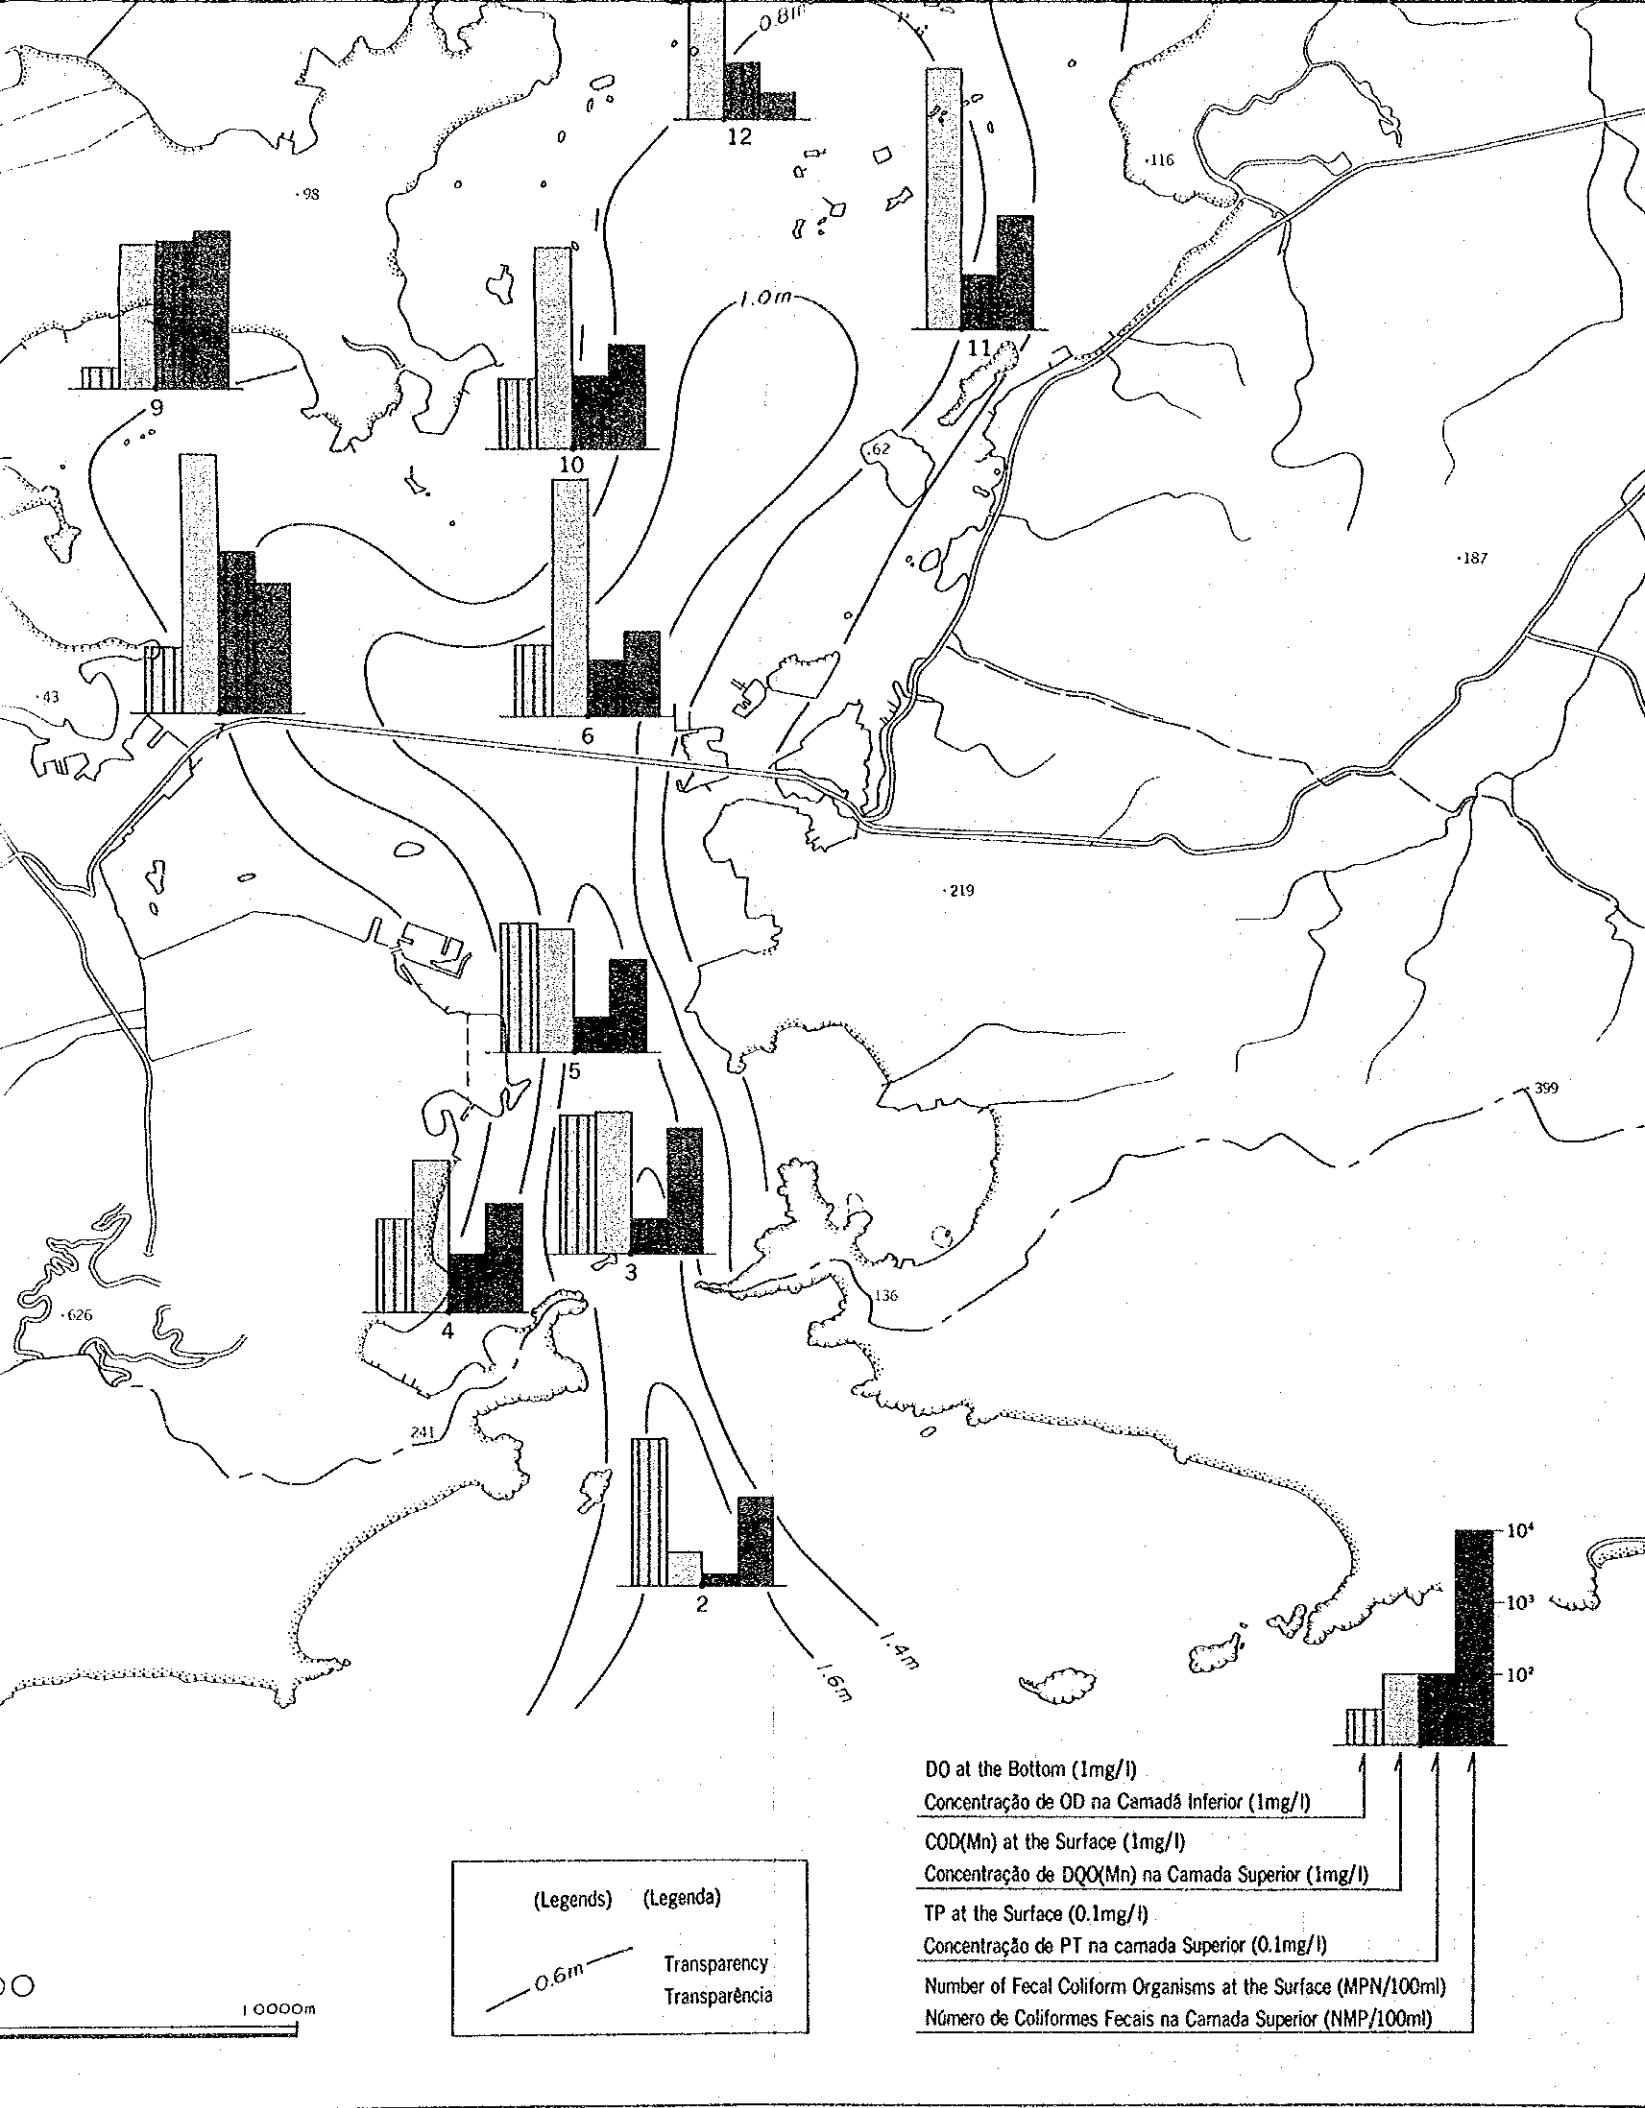 0.8m
12
·116
·98
1.0m
11
9
10
.62
·187
·43
7
6
·219
5
·399
3
136
·626
4
241
2
10⁴
10³
10²
1.4m
1.6m
DO at the Bottom (1mg/l)
Concentração de OD na Camadá Inferior (1mg/l)
COD(Mn) at the Surface (1mg/l)
Concentração de DQO(Mn) na Camada Superior (1mg/l)
TP at the Surface (0.1mg/l)
Concentração de PT na camada Superior (0.1mg/l)
Number of Fecal Coliform Organisms at the Surface (MPN/100ml)
Número de Coliformes Fecais na Camada Superior (NMP/100ml)
(Legends) (Legenda)
0.6m
Transparency
Transparência
10000m